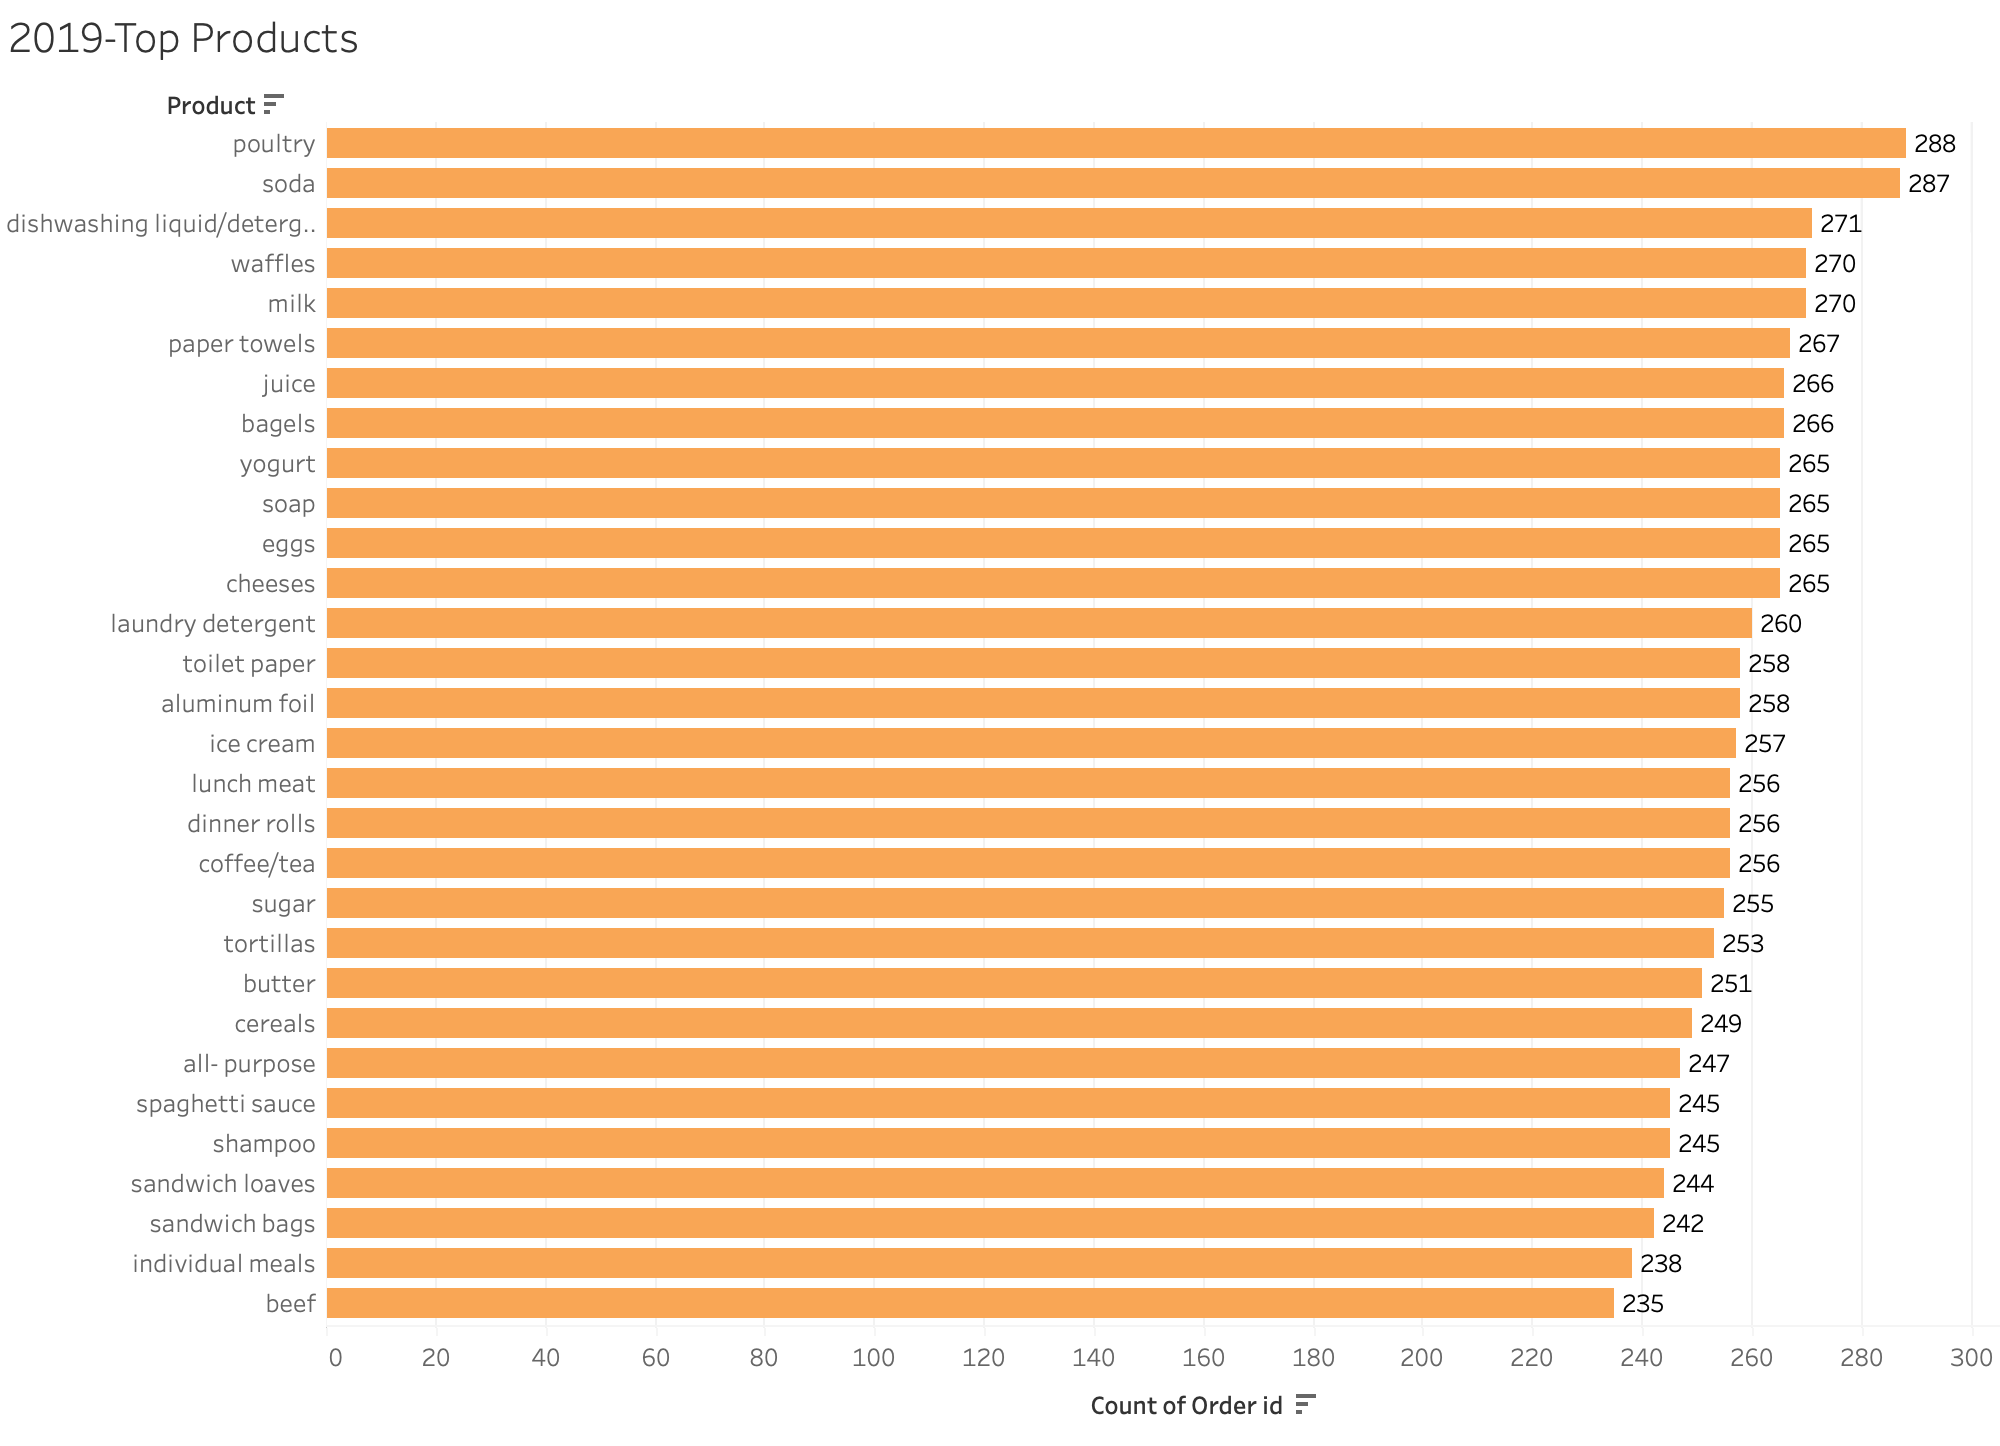 2019-Top Products
Product
poultry 288
soda 287
dishwashing liquid/deterg.. 271
waffles 270
milk 270
paper towels 267
juice 266
bagels 266
yogurt 265
soap 265
eggs 265
cheeses 265
laundry detergent 260
toilet paper 258
aluminum foil 258
ice cream 257
lunch meat 256
dinner rolls 256
coffee/tea 256
sugar 255
tortillas 253
butter 251
cereals 249
all- purpose 247
spaghetti sauce 245
shampoo 245
sandwich loaves 244
sandwich bags 242
individual meals 238
beef 235
0 20 40 60 80 100 120 140 160 180 200 220 240 260 280 300
Count of Order id